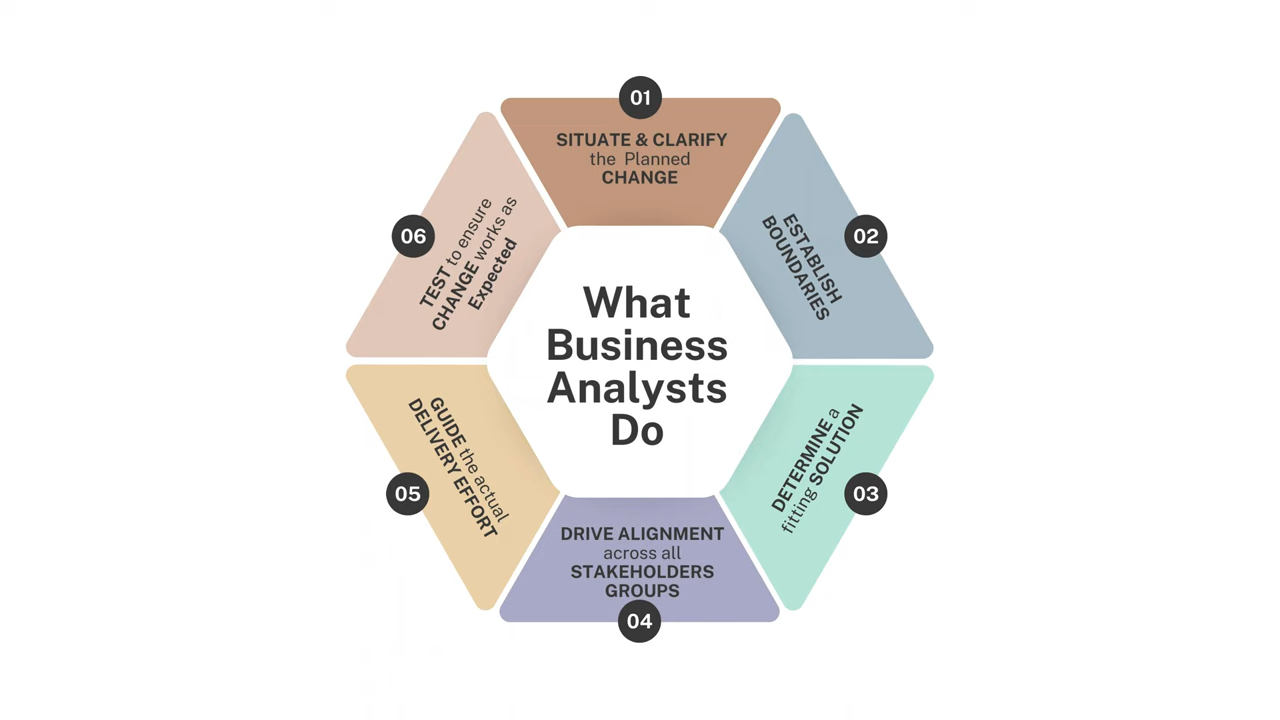 What
Business
Analysts
Do
01
SITUATE & CLARIFY
the Planned
CHANGE
02
ESTABLISH
BOUNDARIES
03
DETERMINE a
fitting SOLUTION
04
DRIVE ALIGNMENT
across all
STAKEHOLDERS
GROUPS
05
GUIDE the actual
DELIVERY EFFORT
06
TEST to ensure
CHANGE works as
Expected